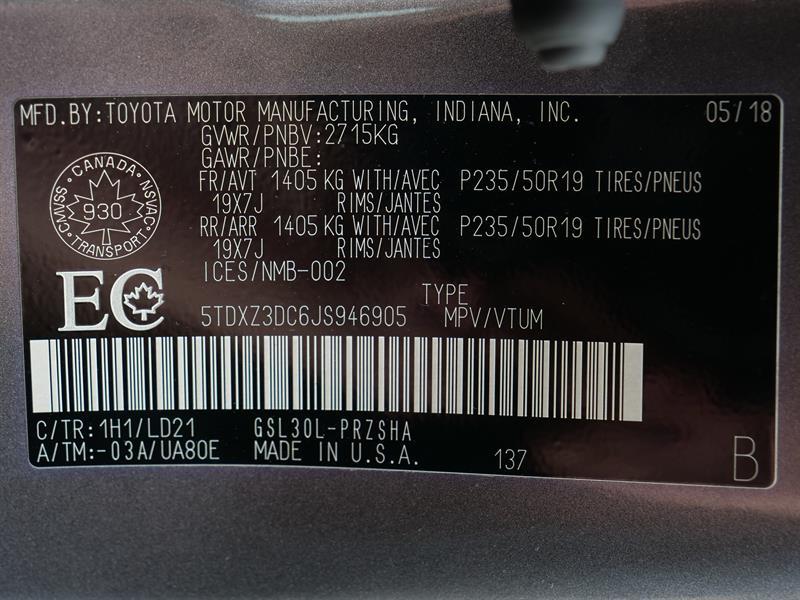 MFD.BY:TOYOTA MOTOR MANUFACTURING, INDIANA, INC. 05/18
GVWR/PNBV:2715KG
GAWR/PNBE:
FR/AVT 1405 KG WITH/AVEC P235/50R19 TIRES/PNEUS
19X7J RIMS/JANTES
RR/ARR 1405 KG WITH/AVEC P235/50R19 TIRES/PNEUS
19X7J RIMS/JANTES
ICES/NMB-002
CANADA
CMVSS 930 NSVAC
TRANSPORT
EC
TYPE
5TDXZ3DC6JS946905 MPV/VTUM
C/TR:1H1/LD21 GSL30L-PRZSHA
A/TM:-03A/UA80E MADE IN U.S.A. 137 B